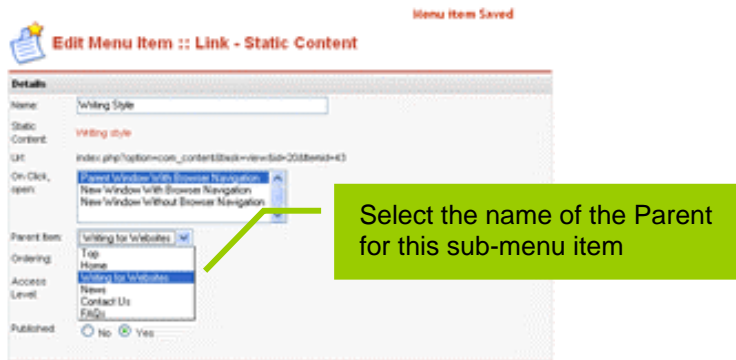 Menu item Saved
Edit Menu Item :: Link - Static Content
Details
Name: Writing Style
Static Content: Writing style
Url: index.php?option=com_content&task=view&id=20&Itemid=43
On Click, open: Parent Window With Browser Navigation
New Window With Browser Navigation
New Window Without Browser Navigation
Parent Item: Writing for Websites
Top
Home
Writing for Websites
News
Contact Us
FAQs
Ordering:
Access Level:
Published: No Yes
Select the name of the Parent
for this sub-menu item